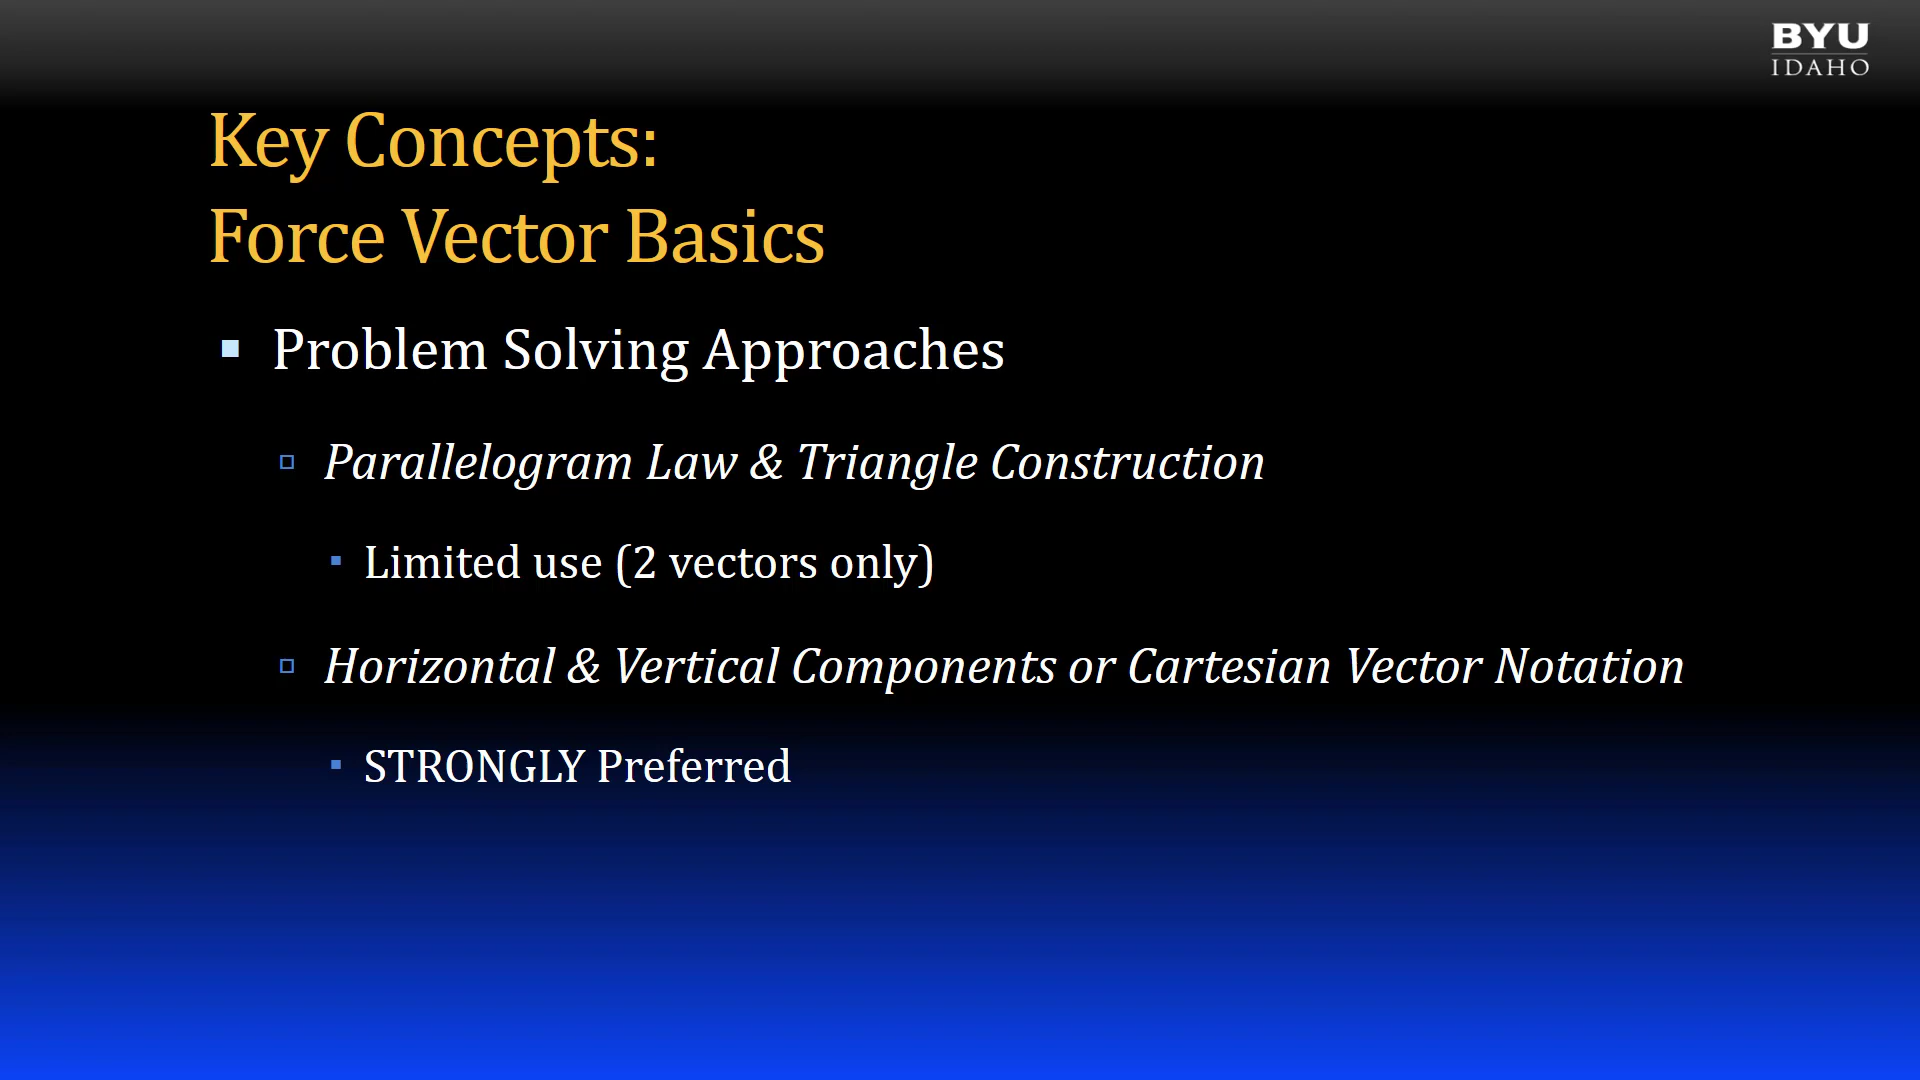 BYU
IDAHO
Key Concepts:
Force Vector Basics
Problem Solving Approaches
Parallelogram Law & Triangle Construction
Limited use (2 vectors only)
Horizontal & Vertical Components or Cartesian Vector Notation
STRONGLY Preferred